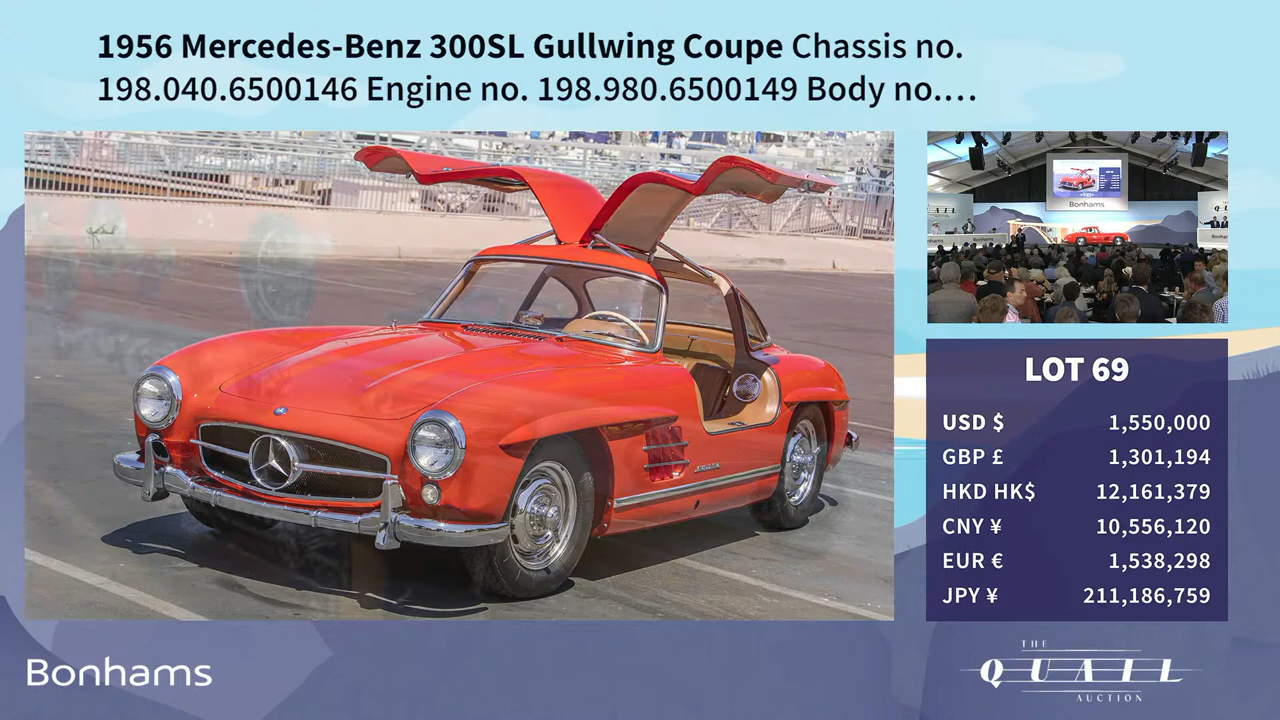 1956 Mercedes-Benz 300SL Gullwing Coupe Chassis no.
198.040.6500146 Engine no. 198.980.6500149 Body no....
Bonhams
LOT 69
USD $ 1,550,000
GBP £ 1,301,194
HKD HK$ 12,161,379
CNY ¥ 10,556,120
EUR € 1,538,298
JPY ¥ 211,186,759
Bonhams
THE
QUAIL
AUCTION